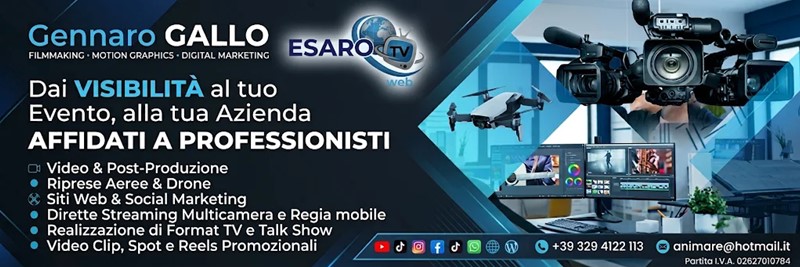 Gennaro GALLO
FILMMAKING • MOTION GRAPHICS • DIGITAL MARKETING
ESARO TV
web
Dai VISIBILITÀ al tuo
Evento, alla tua Azienda
AFFIDATI A PROFESSIONISTI
Video & Post-Produzione
Riprese Aeree & Drone
Siti Web & Social Marketing
Dirette Streaming Multicamera e Regia mobile
Realizzazione di Format TV e Talk Show
Video Clip, Spot e Reels Promozionali
+39 329 4122 113
animare@hotmail.it
Partita I.V.A. 02627010784